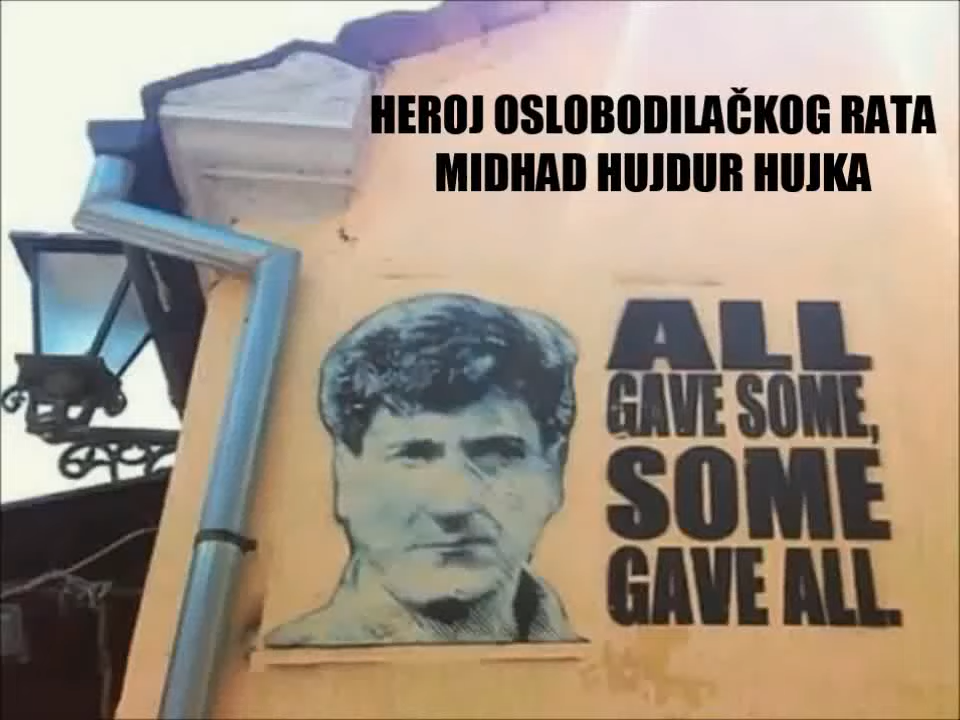 HEROJ OSLOBODILAČKOG RATA
MIDHAD HUJDUR HUJKA
ALL
GAVE SOME,
SOME
GAVE ALL.